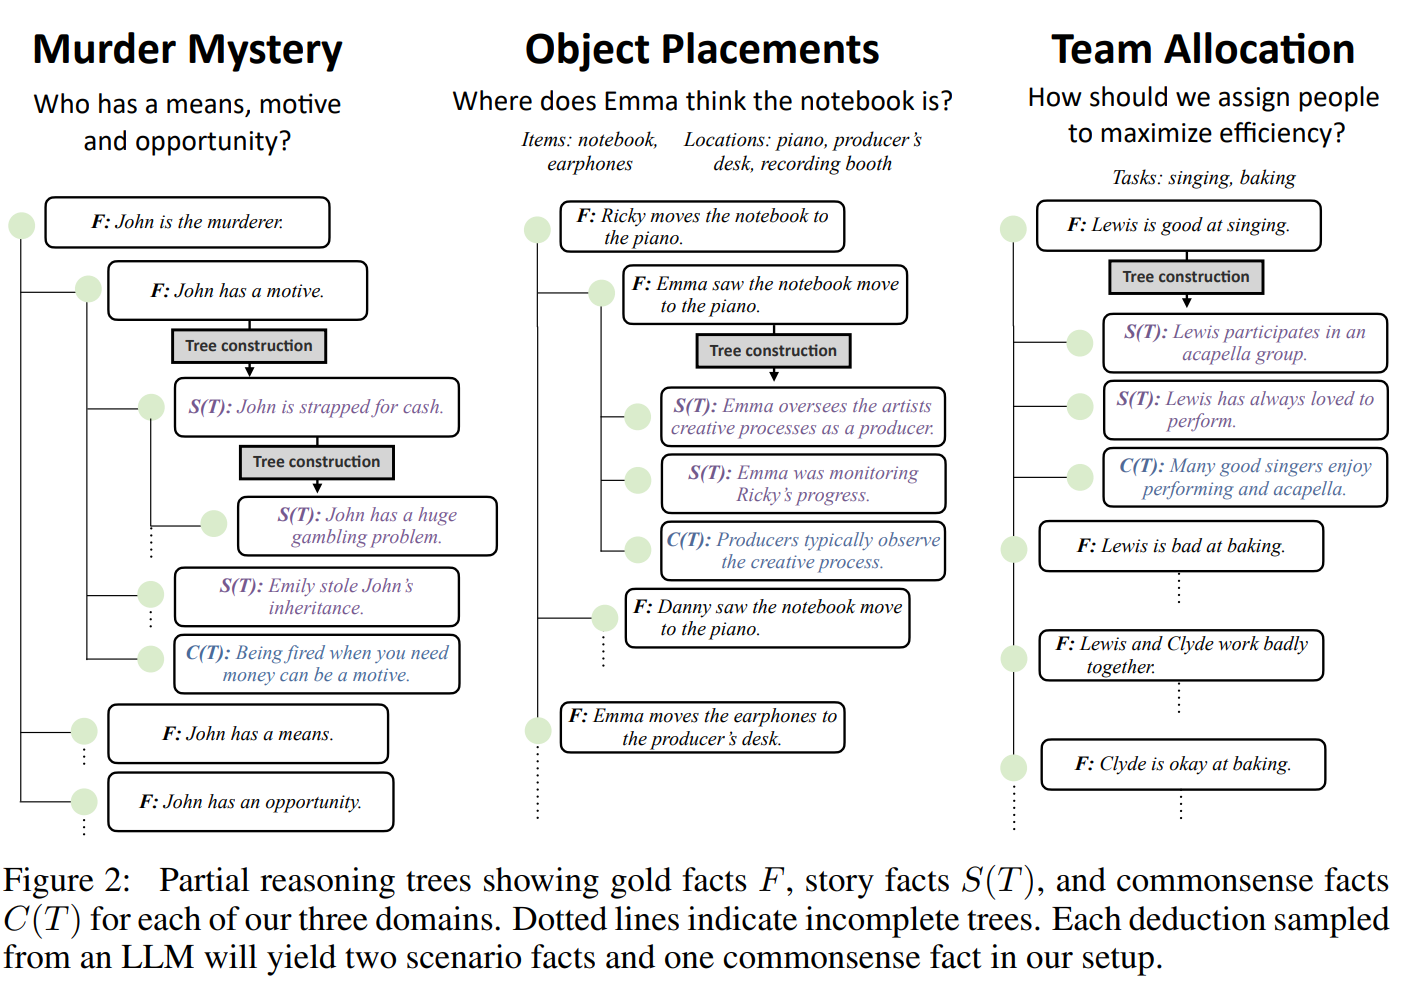 Murder Mystery
Who has a means, motive
and opportunity?
F: John is the murderer.
F: John has a motive.
Tree construction
S(T): John is strapped for cash.
Tree construction
S(T): John has a huge
gambling problem.
S(T): Emily stole John's
inheritance.
C(T): Being fired when you need
money can be a motive.
F: John has a means.
F: John has an opportunity.
Object Placements
Where does Emma think the notebook is?
Items: notebook,
earphones
Locations: piano, producer's
desk, recording booth
F: Ricky moves the notebook to
the piano.
F: Emma saw the notebook move
to the piano.
Tree construction
S(T): Emma oversees the artists
creative processes as a producer.
S(T): Emma was monitoring
Ricky's progress.
C(T): Producers typically observe
the creative process.
F: Danny saw the notebook move
to the piano.
F: Emma moves the earphones to
the producer's desk.
Team Allocation
How should we assign people
to maximize efficiency?
Tasks: singing, baking
F: Lewis is good at singing.
Tree construction
S(T): Lewis participates in an
acapella group.
S(T): Lewis has always loved to
perform.
C(T): Many good singers enjoy
performing and acapella.
F: Lewis is bad at baking.
F: Lewis and Clyde work badly
together.
F: Clyde is okay at baking.
Figure 2: Partial reasoning trees showing gold facts F, story facts S(T), and commonsense facts
C(T) for each of our three domains. Dotted lines indicate incomplete trees. Each deduction sampled
from an LLM will yield two scenario facts and one commonsense fact in our setup.